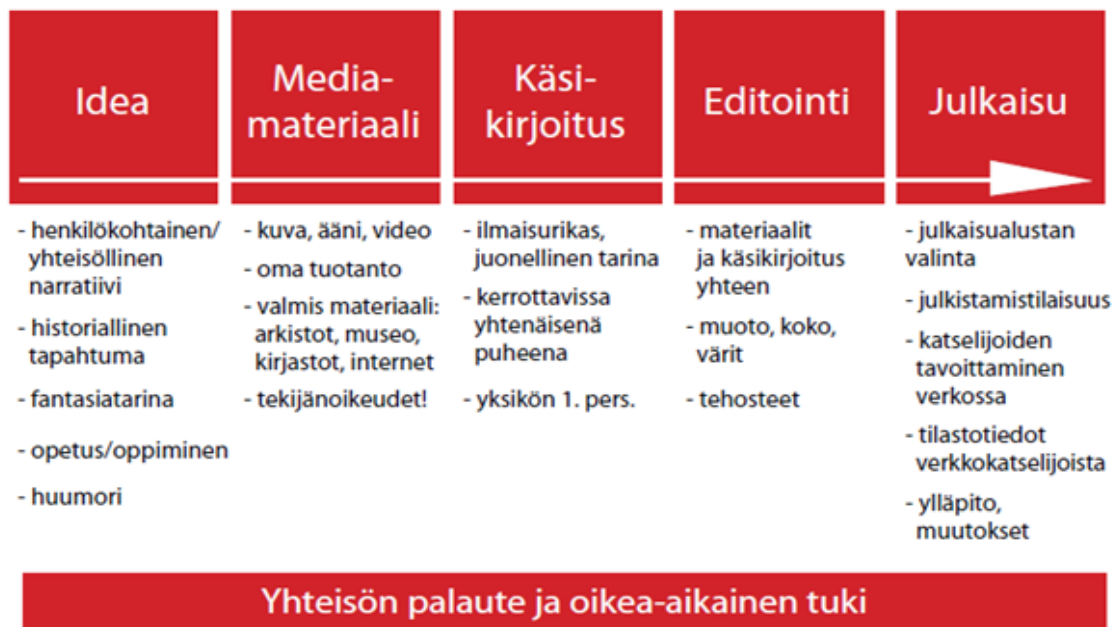 Idea
Media-
materiaali
Käsi-
kirjoitus
Editointi
Julkaisu
- henkilökohtainen/
yhteisöllinen
narratiivi
- historiallinen
tapahtuma
- fantasiatarina
- opetus/oppiminen
- huumori
- kuva, ääni, video
- oma tuotanto
- valmis materiaali:
arkistot, museo,
kirjastot, internet
- tekijänoikeudet!
- ilmaisurikas,
juonellinen tarina
- kerrottavissa
yhtenäisenä
puheena
- yksikön 1. pers.
- materiaalit
ja käsikirjoitus
yhteen
- muoto, koko,
värit
- tehosteet
- julkaisualustan
valinta
- julkistamistilaisuus
- katselijoiden
tavoittaminen
verkossa
- tilastotiedot
verkkokatselijoista
- ylläpito,
muutokset
Yhteisön palaute ja oikea-aikainen tuki